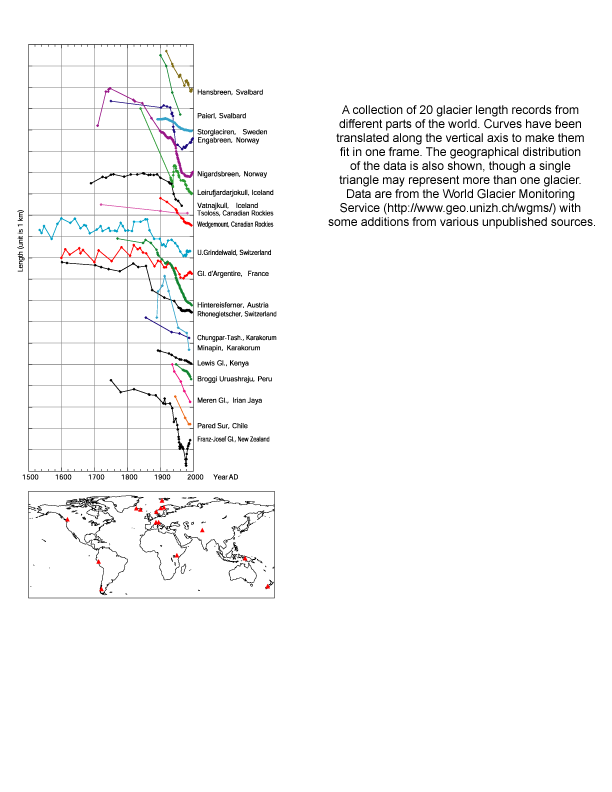 A collection of 20 glacier length records from
different parts of the world. Curves have been
translated along the vertical axis to make them
fit in one frame. The geographical distribution
of the data is also shown, though a single
triangle may represent more than one glacier.
Data are from the World Glacier Monitoring
Service (http://www.geo.unizh.ch/wgms/) with
some additions from various unpublished sources.
Length (unit is 1 km)
Hansbreen, Svalbard
Paierl, Svalbard
Storglaciren, Sweden
Engabreen, Norway
Nigardsbreen, Norway
Leirufjardarjokull, Iceland
Vatnajkull, Iceland
Tsoloss, Canadian Rockies
Wedgemount, Canadian Rockies
U.Grindelwald, Switzerland
Gl. d'Argentire, France
Hintereisferner, Austria
Rhonegletscher, Switzerland
Chungpar-Tash., Karakorum
Minapin, Karakorum
Lewis Gl., Kenya
Broggi Uruashraju, Peru
Meren Gl., Irian Jaya
Pared Sur, Chile
Franz-Josef Gl., New Zealand
1500 1600 1700 1800 1900 2000 Year AD